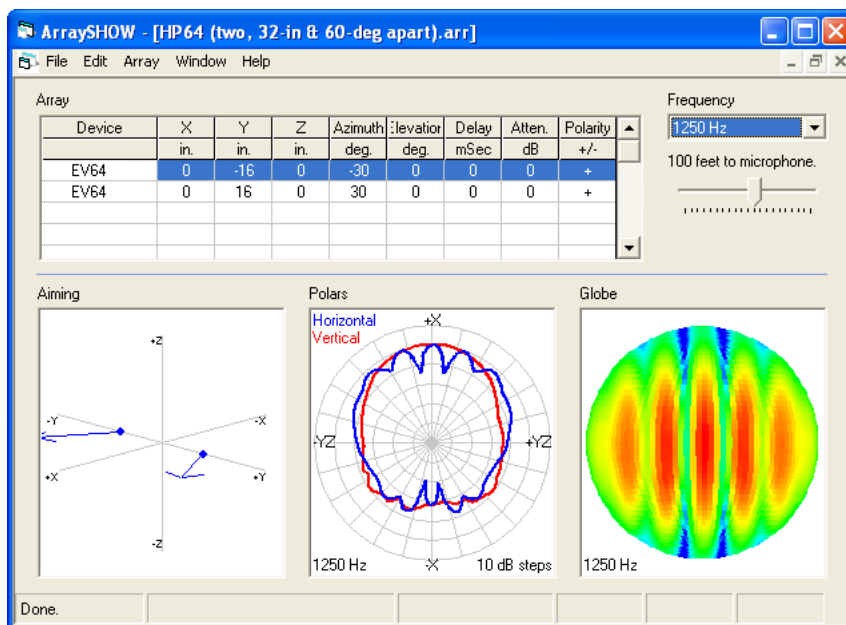 ArraySHOW - [HP64 (two, 32-in & 60-deg apart).arr]
File Edit Array Window Help
Array
Frequency
Device X Y Z Azimuth Elevation Delay Atten. Polarity
in. in. in. deg. deg. mSec dB +/-
EV64 0 -16 0 -30 0 0 0 +
EV64 0 16 0 30 0 0 0 +
1250 Hz
100 feet to microphone.
Aiming
Polars
Globe
+Z
-Y
-X
+X
+Y
-Z
Horizontal
Vertical
+X
-YZ
+YZ
-X
1250 Hz
10 dB steps
1250 Hz
Done.